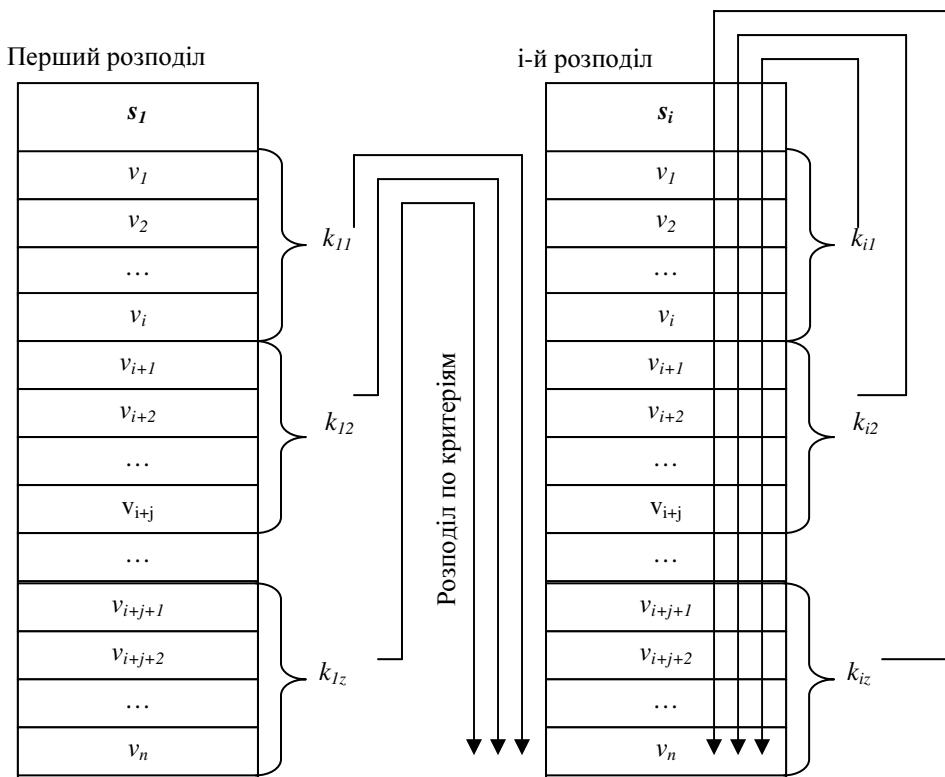 Перший розподіл
s1
v1
v2
…
vi
vi+1
vi+2
…
vi+j
…
vi+j+1
vi+j+2
…
vn
k11
k12
k1z
Розподіл по критеріям
і-й розподіл
si
v1
v2
…
vi
vi+1
vi+2
…
vi+j
…
vi+j+1
vi+j+2
…
vn
ki1
ki2
kiz